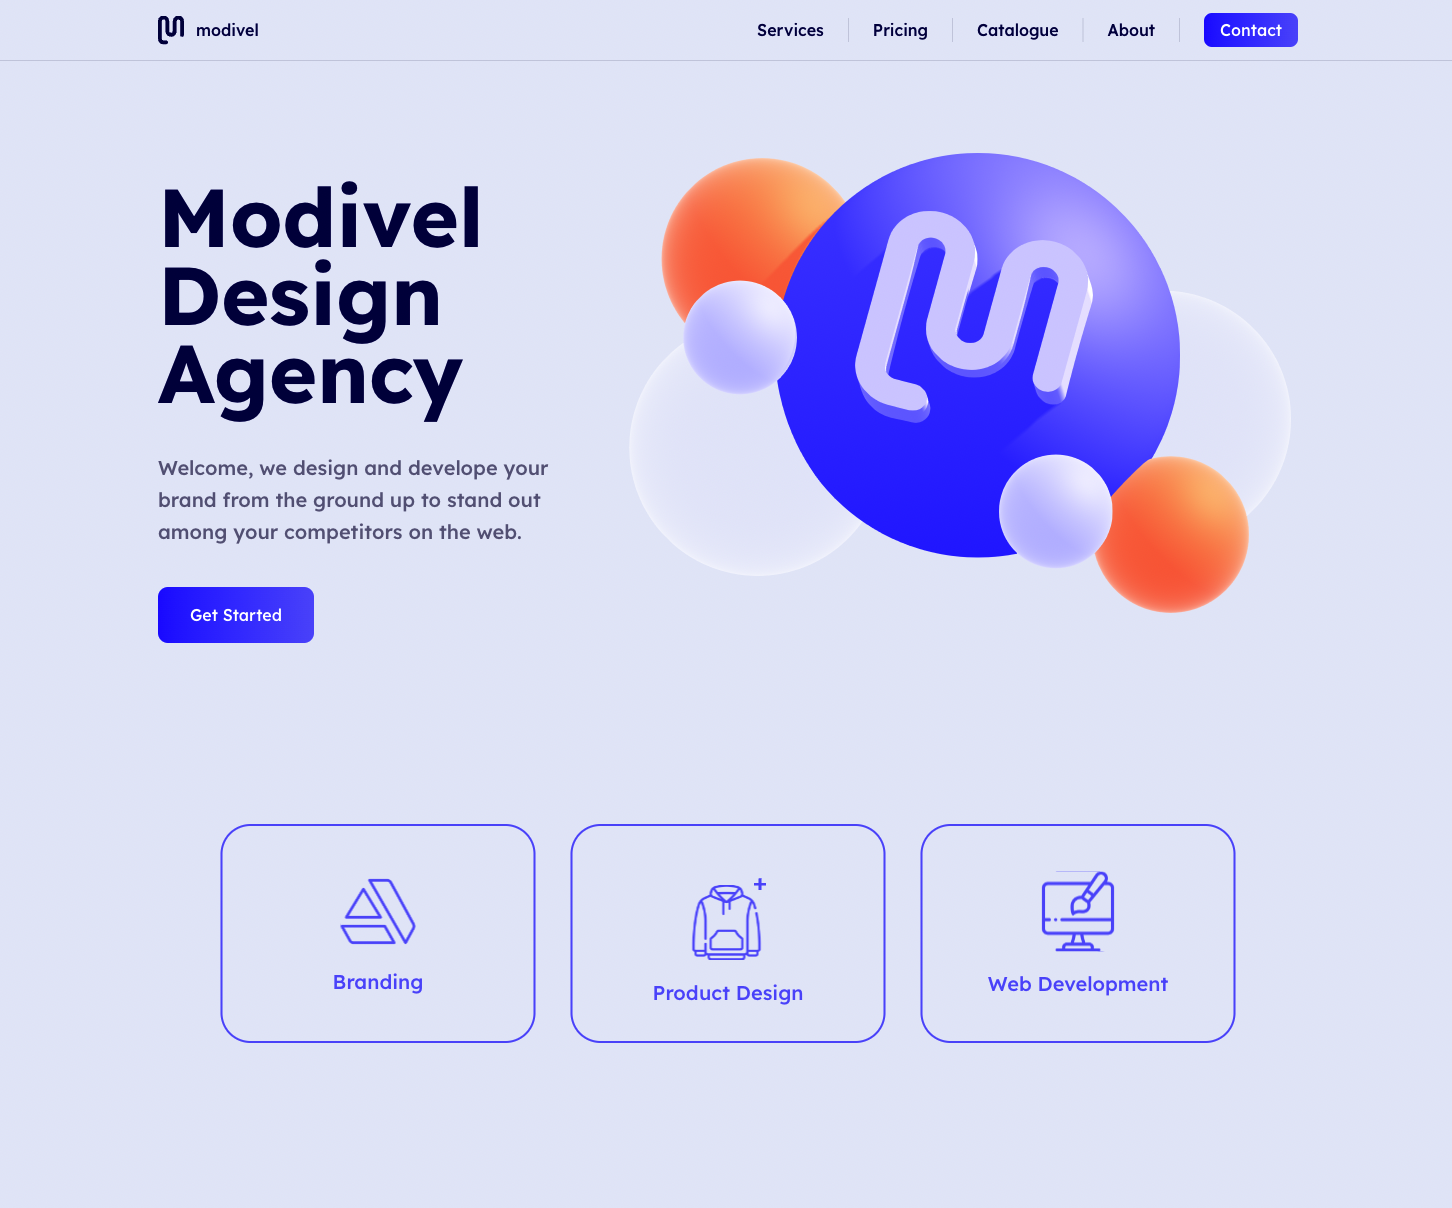 modivel
Services
Pricing
Catalogue
About
Contact
Modivel
Design
Agency
Welcome, we design and develope your
brand from the ground up to stand out
among your competitors on the web.
Get Started
Branding
Product Design
Web Development